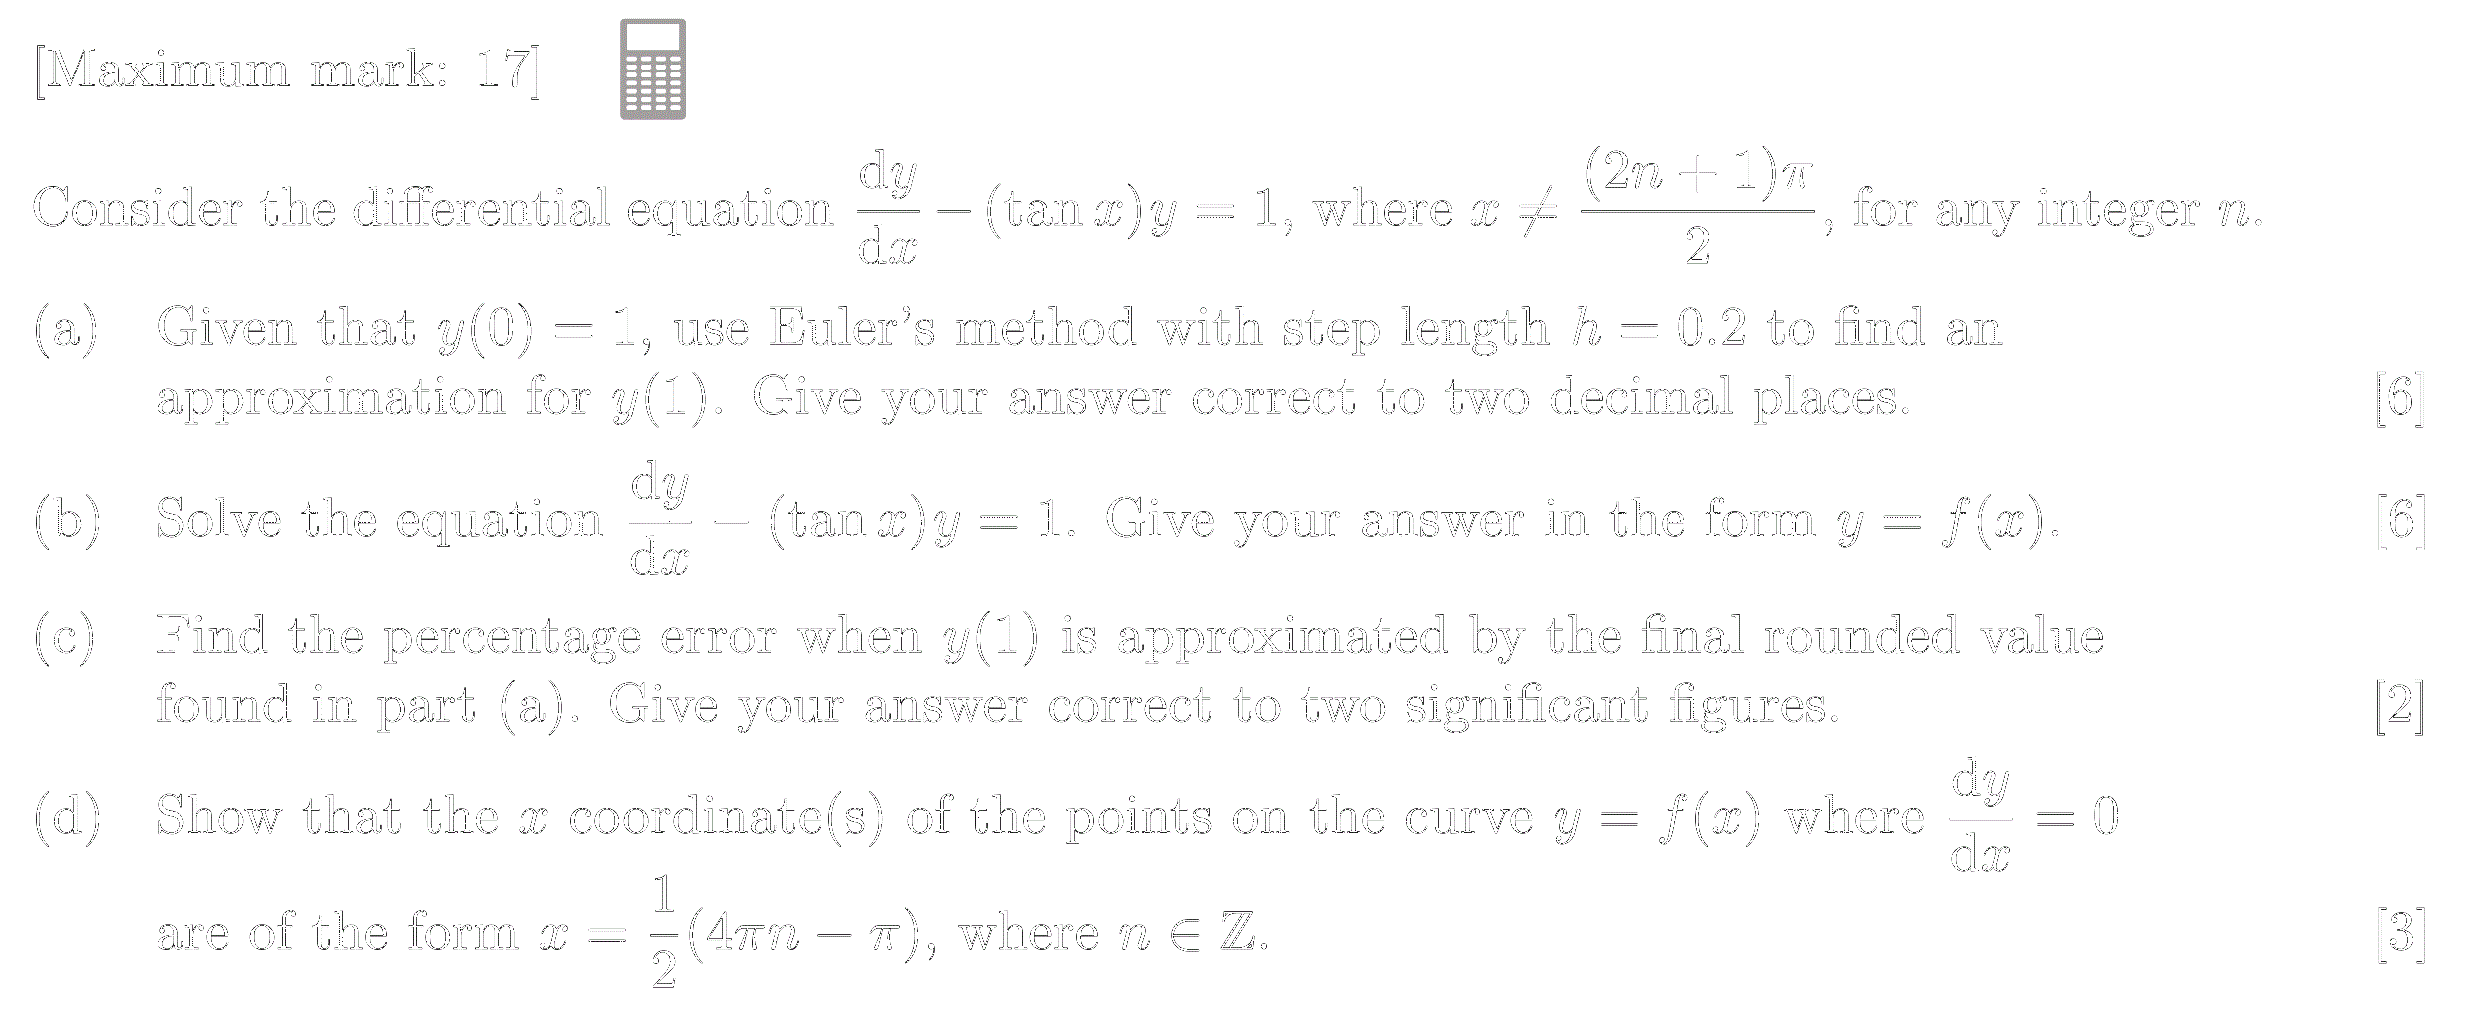 [Maximum mark: 17]
Consider the differential equation dy/dx − (tan x)y = 1, where x ≠ (2n + 1)π/2, for any integer n.
(a) Given that y(0) = 1, use Euler's method with step length h = 0.2 to find an
approximation for y(1). Give your answer correct to two decimal places. [6]
(b) Solve the equation dy/dx − (tan x)y = 1. Give your answer in the form y = f(x). [6]
(c) Find the percentage error when y(1) is approximated by the final rounded value
found in part (a). Give your answer correct to two significant figures. [2]
(d) Show that the x coordinate(s) of the points on the curve y = f(x) where dy/dx = 0
are of the form x = 1/2(4πn − π), where n ∈ ℤ. [3]